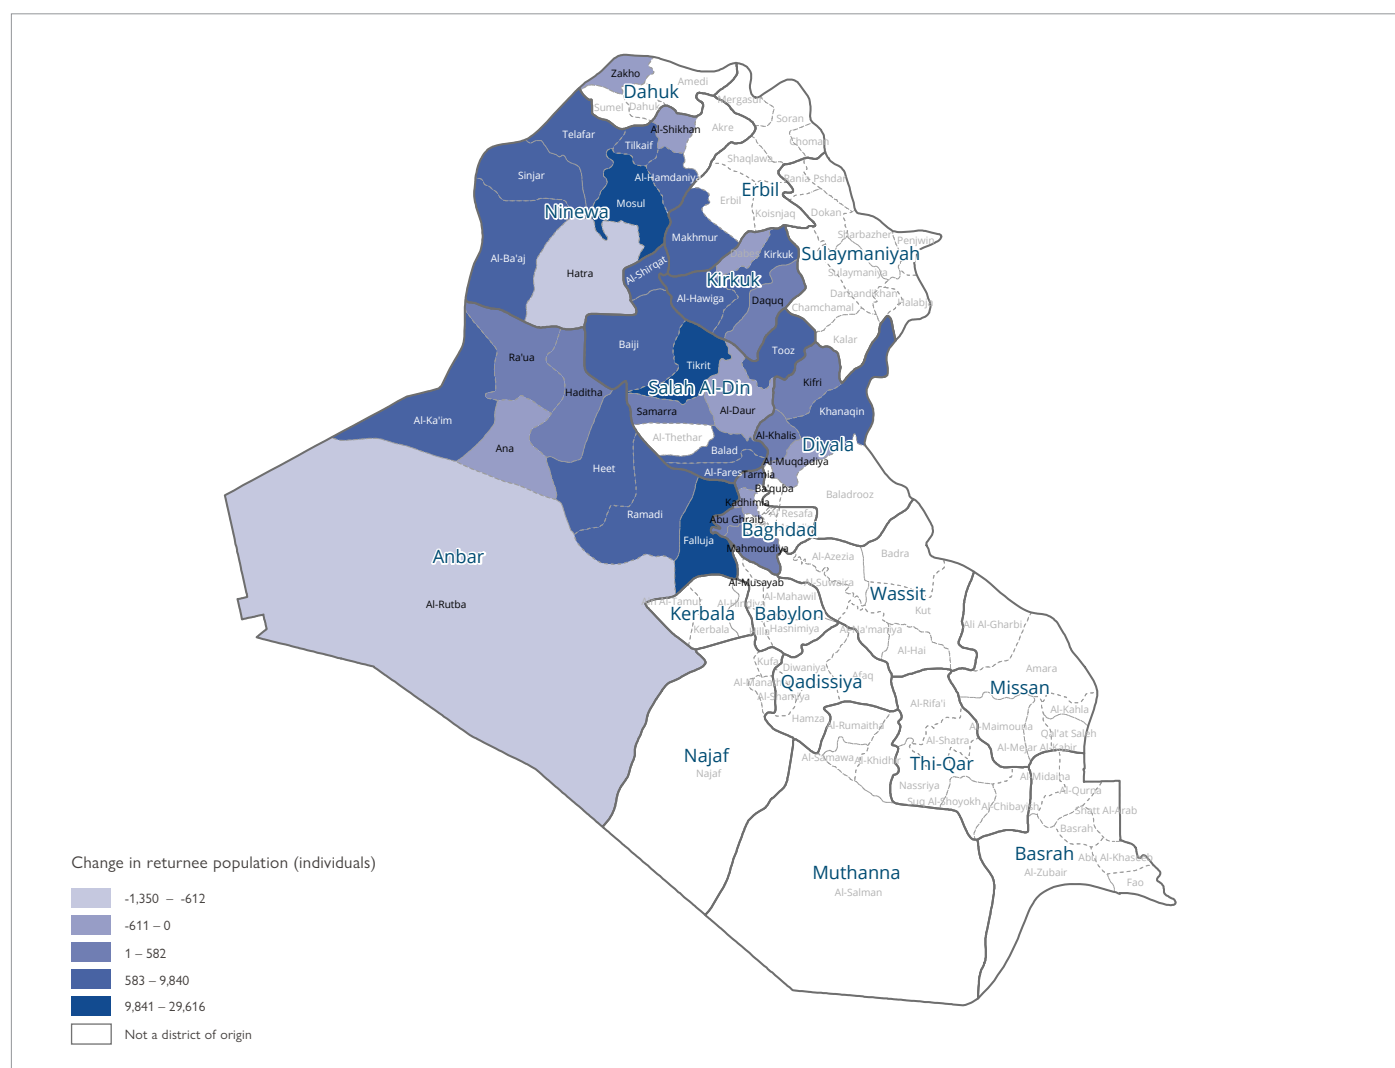 Zakho
Amedi
Dahuk
Sumel
Dahuk
Mergasur
Al-Shikhan
Akre
Soran
Telafar
Tilkaif
Choman
Shaqlawa
Sinjar
Al-Hamdaniya
Rania
Pshdar
Erbil
Mosul
Erbil
Ninewa
Koisnjaq
Dokan
Makhmur
Sharbazher
Penjwin
Dabes
Kirkuk
Sulaymaniyah
Al-Ba'aj
Hatra
Al-Shirqat
Sulaymaniya
Kirkuk
Al-Hawiga
Daquq
Darbandikhan
Halabja
Chamchamal
Baiji
Kalar
Ra'ua
Tooz
Tikrit
Haditha
Salah Al-Din
Kifri
Samarra
Al-Daur
Khanaqin
Al-Ka'im
Al-Thethar
Al-Khalis
Diyala
Ana
Balad
Al-Muqdadiya
Heet
Al-Fares
Tarmia
Ba'quba
Baladrooz
Kadhimia
Ramadi
Abu Ghraib
Al Resafa
Baghdad
Falluja
Mahmoudiya
Anbar
Al-Azezia
Badra
Al-Musayab
Al-Suwaira
Al-Rutba
Ain Al-Tamur
Al-Hindiya
Al-Mahawil
Wassit
Kerbala
Babylon
Kut
Kerbala
Hilla
Hashimiya
Al-Na'maniya
Ali Al-Gharbi
Al-Hai
Kufa
Diwaniya
Amara
Afaq
Al-Manathera
Qadissiya
Missan
Al-Shamiya
Al-Rifa'i
Al-Kahla
Hamza
Al-Rumaitha
Al-Maimouna
Qal'at Saleh
Al-Shatra
Al-Mejar Al-Kabir
Najaf
Al-Samawa
Al-Khidhir
Thi-Qar
Najaf
Al-Midaina
Nassriya
Al-Qurna
Suq Al-Shoyokh
Al-Chibayish
Shatt Al-Arab
Basrah
Basrah
Abu Al-Khaseeb
Muthanna
Al-Zubair
Fao
Al-Salman
Change in returnee population (individuals)
-1,350 – -612
-611 – 0
1 – 582
583 – 9,840
9,841 – 29,616
Not a district of origin